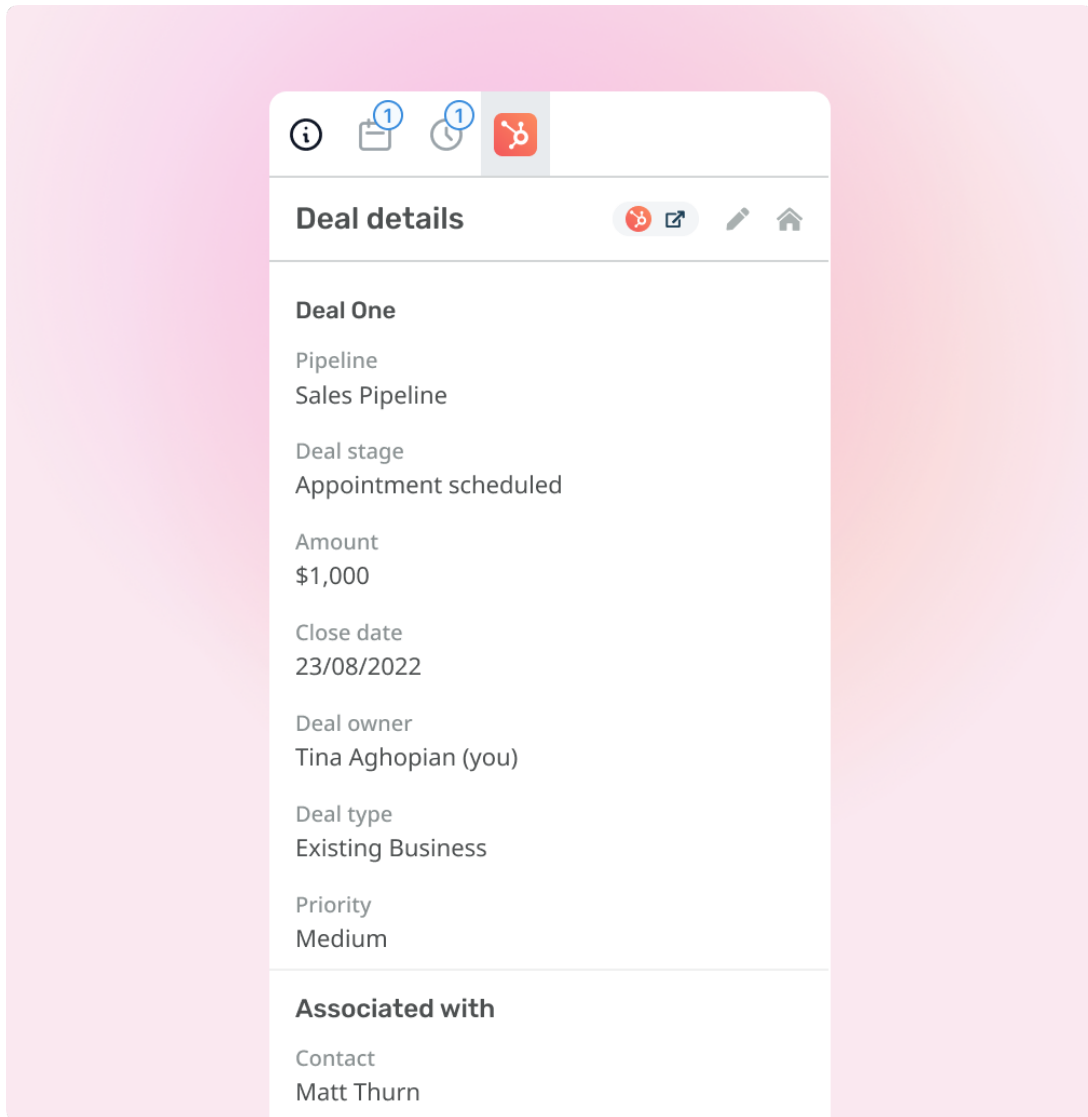 1
1
Deal details
Deal One
Pipeline
Sales Pipeline
Deal stage
Appointment scheduled
Amount
$1,000
Close date
23/08/2022
Deal owner
Tina Aghopian (you)
Deal type
Existing Business
Priority
Medium
Associated with
Contact
Matt Thurn